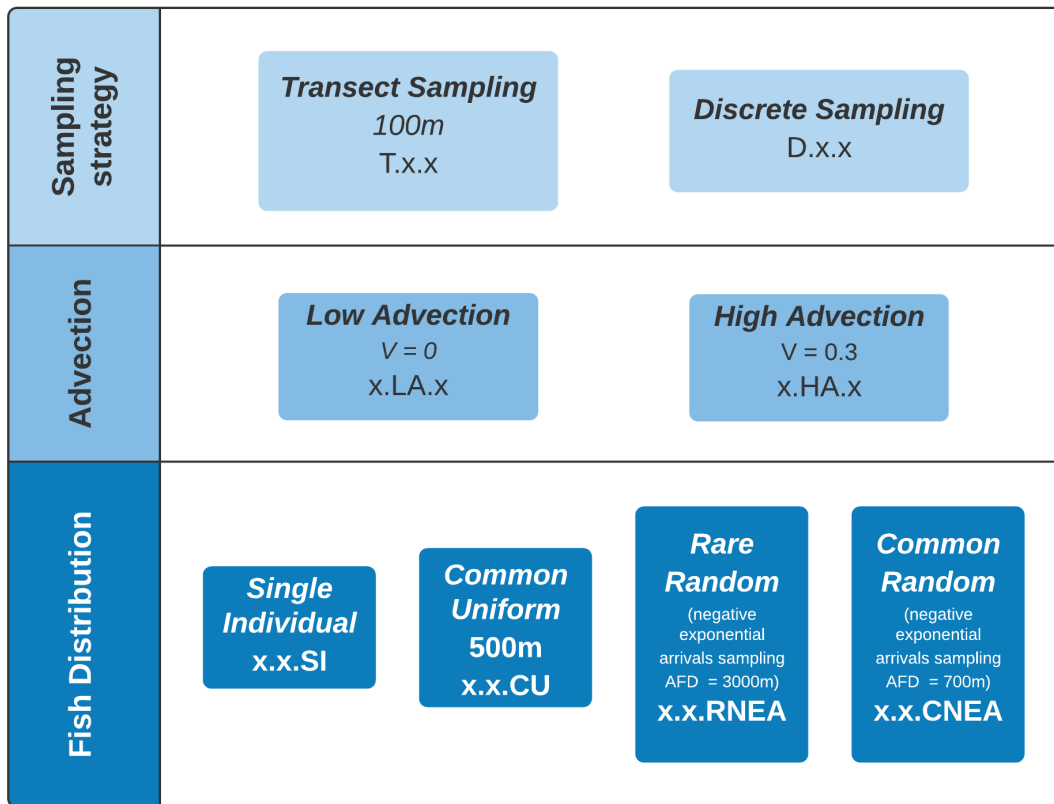 Sampling
strategy
Transect Sampling
100m
T.x.x
Discrete Sampling
D.x.x
Advection
Low Advection
V = 0
x.LA.x
High Advection
V = 0.3
x.HA.x
Fish Distribution
Single
Individual
x.x.SI
Common
Uniform
500m
x.x.CU
Rare
Random
(negative
exponential
arrivals sampling
AFD = 3000m)
x.x.RNEA
Common
Random
(negative
exponential
arrivals sampling
AFD = 700m)
x.x.CNEA